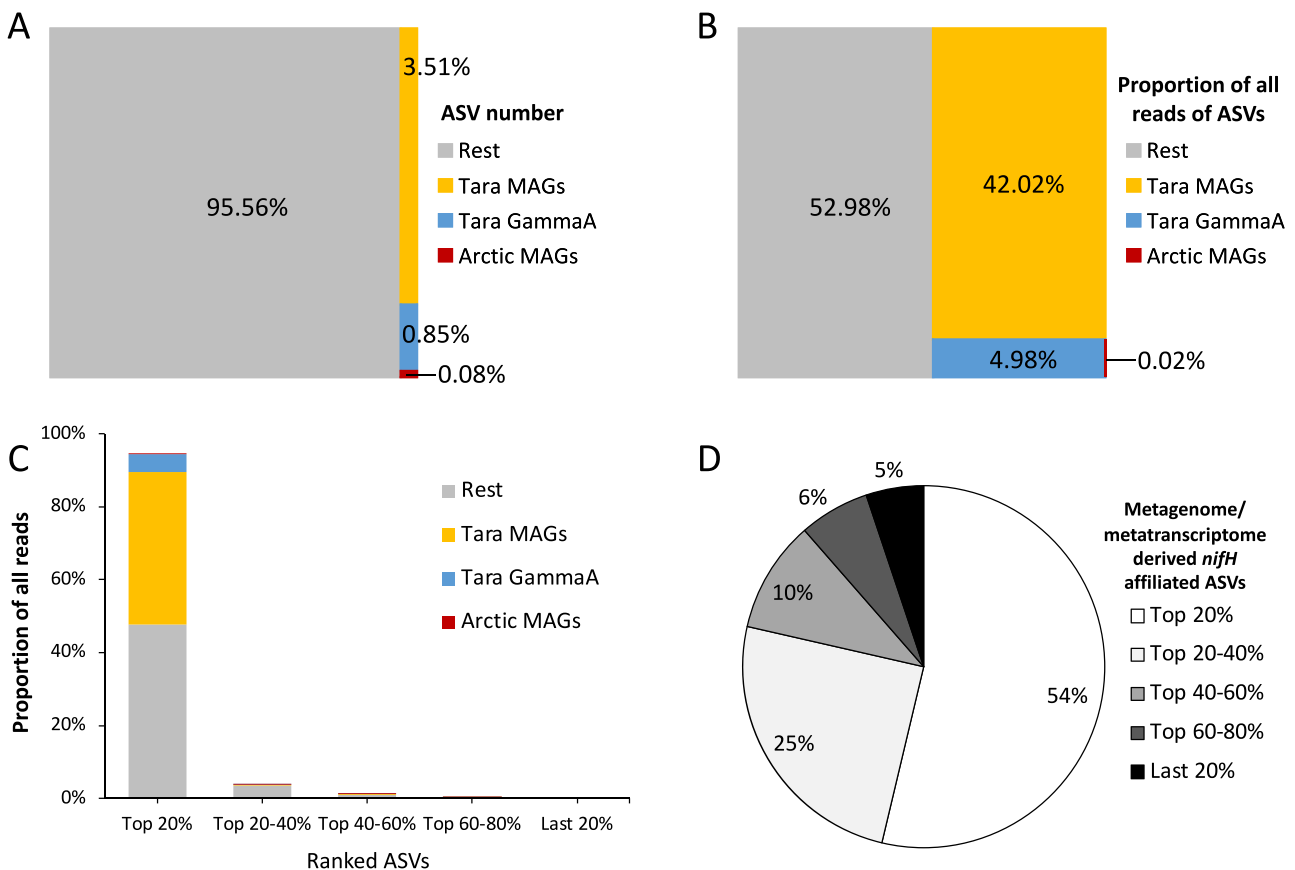 A
3.51%
ASV number
Rest
Tara MAGs
Tara GammaA
Arctic MAGs
95.56%
0.85%
0.08%
B
Proportion of all
reads of ASVs
Rest
Tara MAGs
Tara GammaA
Arctic MAGs
52.98%
42.02%
4.98%
0.02%
C
Proportion of all reads
100%
80%
60%
40%
20%
0%
Rest
Tara MAGs
Tara GammaA
Arctic MAGs
Top 20%
Top 20-40%
Top 40-60%
Top 60-80%
Last 20%
Ranked ASVs
D
5%
6%
10%
25%
54%
Metagenome/
metatranscriptome
derived nifH
affiliated ASVs
Top 20%
Top 20-40%
Top 40-60%
Top 60-80%
Last 20%